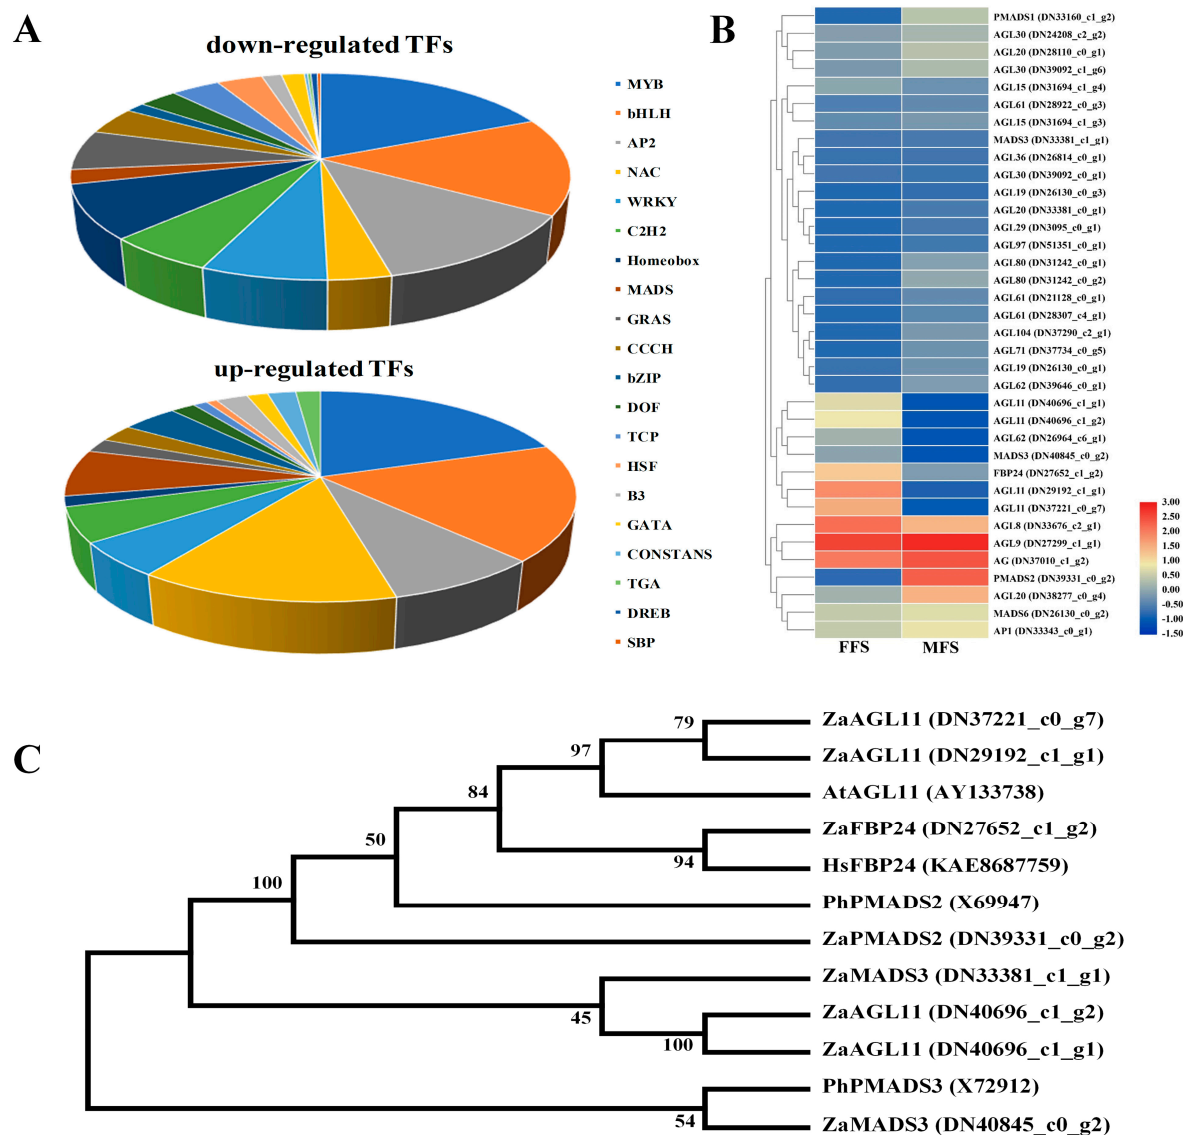 A
down-regulated TFs
up-regulated TFs
MYB
bHLH
AP2
NAC
WRKY
C2H2
Homeobox
MADS
GRAS
CCCH
bZIP
DOF
TCP
HSF
B3
GATA
CONSTANS
TGA
DREB
SBP
B
PMADS1 (DN33160_c1_g2)
AGL30 (DN24208_c2_g2)
AGL20 (DN28110_c0_g1)
AGL30 (DN39092_c1_g6)
AGL15 (DN31694_c1_g4)
AGL61 (DN28922_c0_g3)
AGL15 (DN31694_c1_g3)
MADS3 (DN33381_c1_g1)
AGL36 (DN26814_c0_g1)
AGL30 (DN39092_c0_g1)
AGL19 (DN26130_c0_g3)
AGL20 (DN33381_c0_g1)
AGL29 (DN3095_c0_g1)
AGL97 (DN51351_c0_g1)
AGL80 (DN31242_c0_g1)
AGL80 (DN31242_c0_g2)
AGL61 (DN21128_c0_g1)
AGL61 (DN28307_c4_g1)
AGL104 (DN37290_c2_g1)
AGL71 (DN37734_c0_g5)
AGL19 (DN26130_c0_g1)
AGL62 (DN39646_c0_g1)
AGL11 (DN40696_c1_g1)
AGL11 (DN40696_c1_g2)
AGL62 (DN26964_c6_g1)
MADS3 (DN40845_c0_g2)
FBP24 (DN27652_c1_g2)
AGL11 (DN29192_c1_g1)
AGL11 (DN37221_c0_g7)
AGL8 (DN33676_c2_g1)
AGL9 (DN27299_c1_g1)
AG (DN37010_c1_g2)
PMADS2 (DN39331_c0_g2)
AGL20 (DN38277_c0_g4)
MADS6 (DN26130_c0_g2)
AP1 (DN33343_c0_g1)
FFS MFS
3.00
2.50
2.00
1.50
1.00
0.50
0.00
-0.50
-1.00
-1.50
C
79
97
84
50
100
94
45
100
54
ZaAGL11 (DN37221_c0_g7)
ZaAGL11 (DN29192_c1_g1)
AtAGL11 (AY133738)
ZaFBP24 (DN27652_c1_g2)
HsFBP24 (KAE8687759)
PhPMADS2 (X69947)
ZaPMADS2 (DN39331_c0_g2)
ZaMADS3 (DN33381_c1_g1)
ZaAGL11 (DN40696_c1_g2)
ZaAGL11 (DN40696_c1_g1)
PhPMADS3 (X72912)
ZaMADS3 (DN40845_c0_g2)